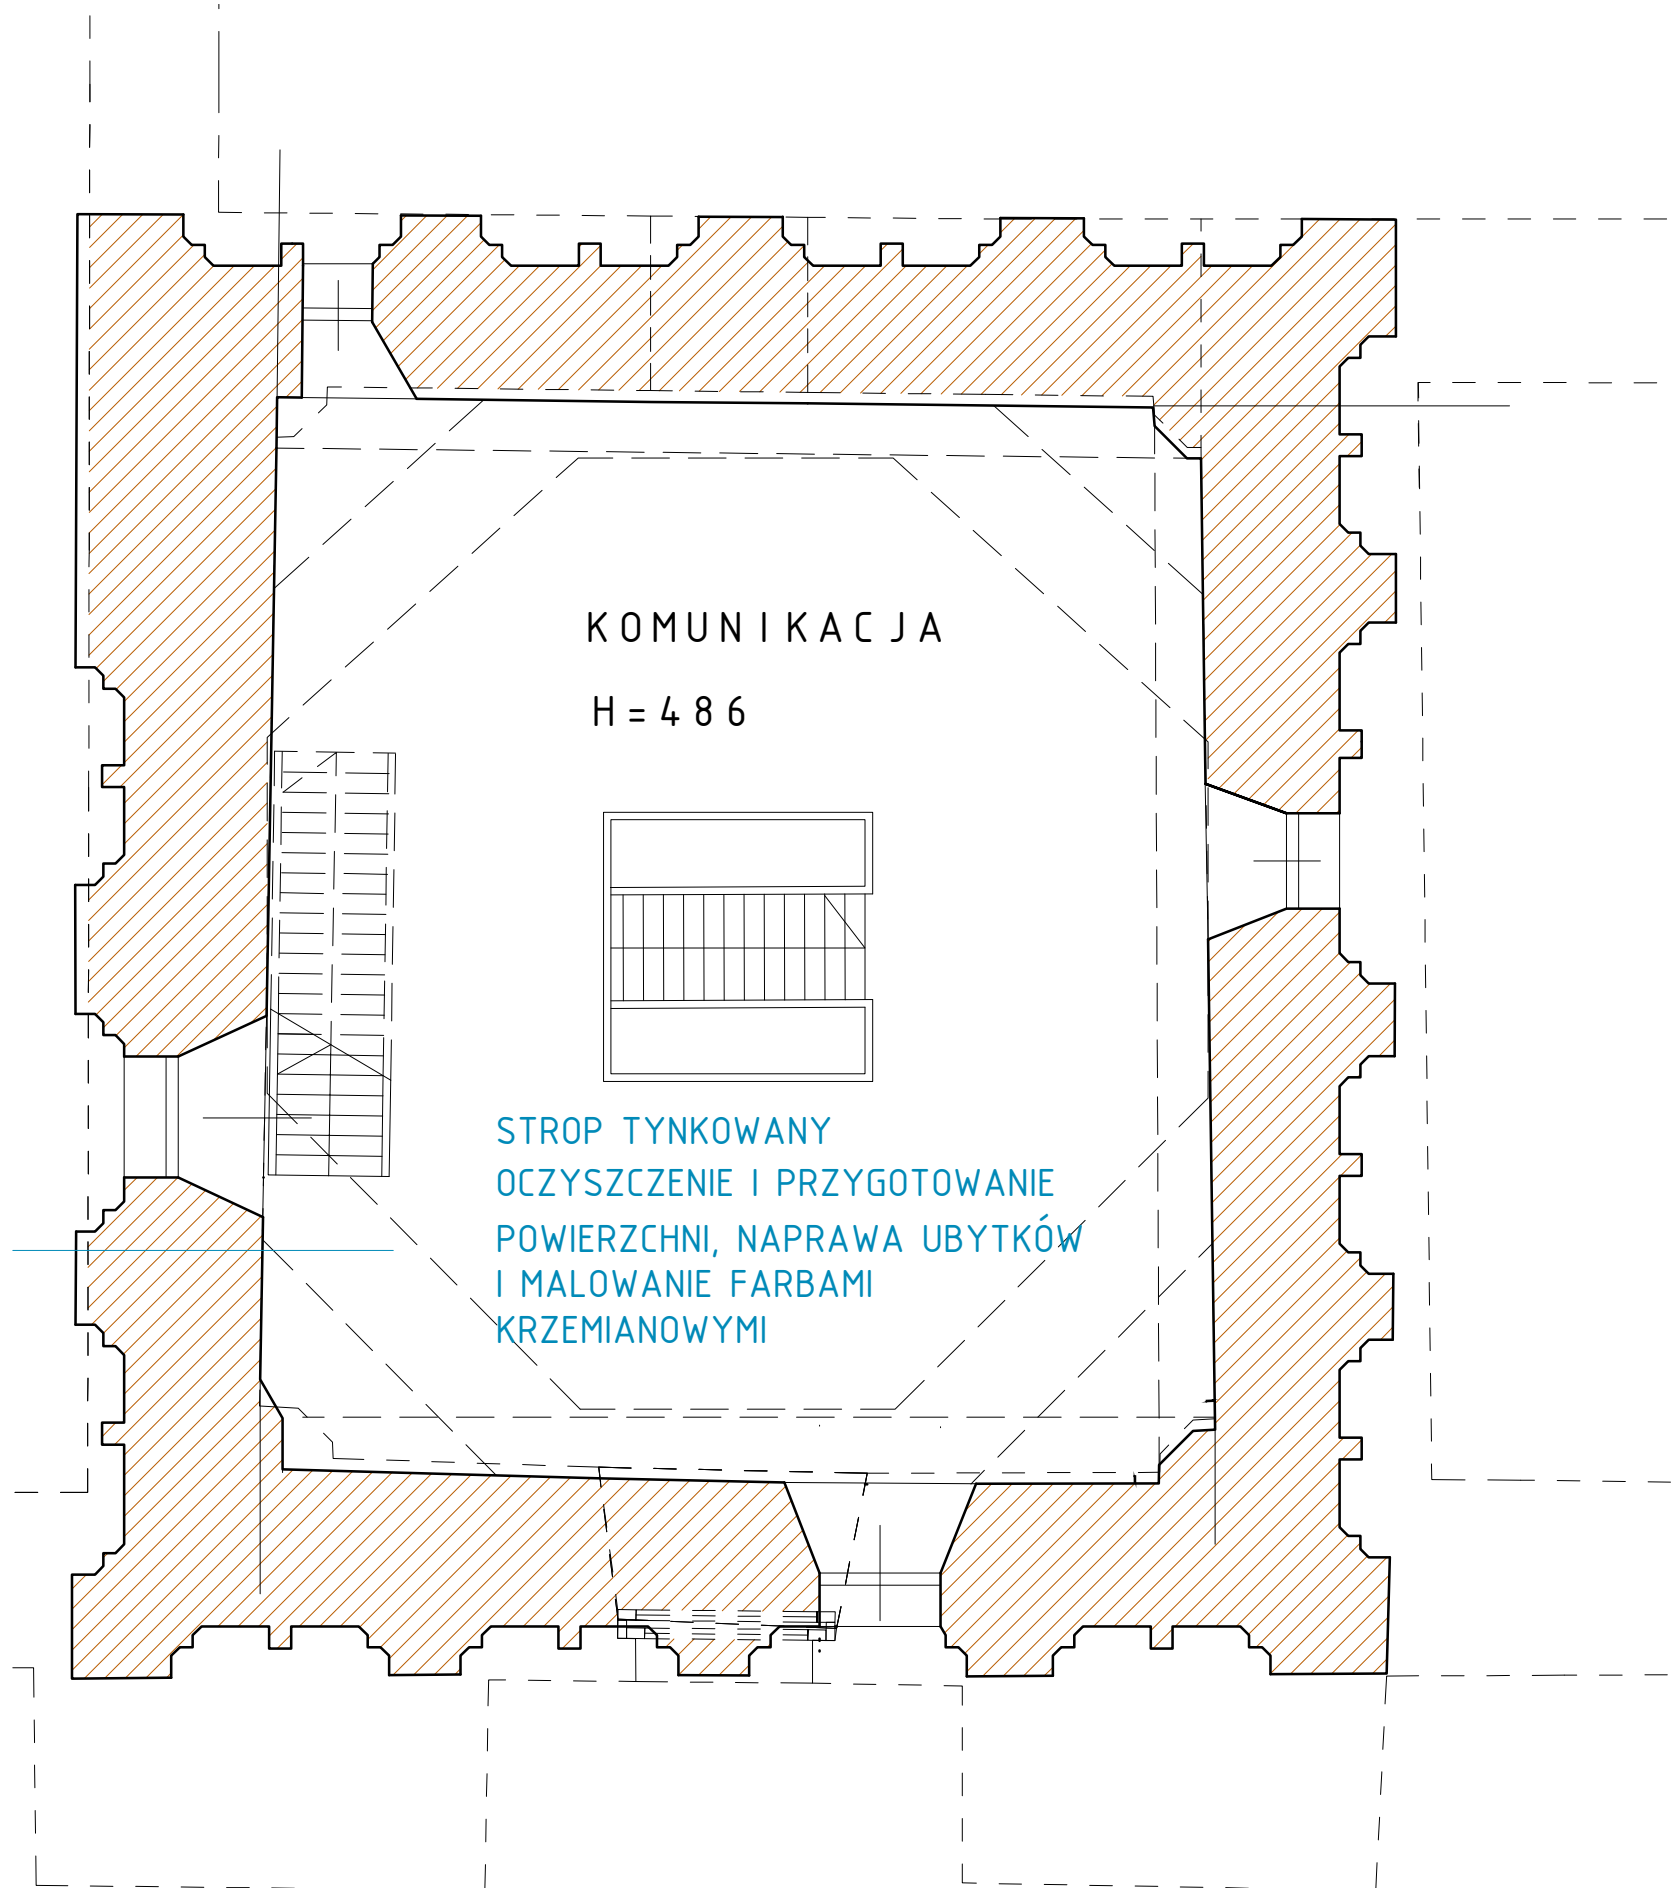 KOMUNIKACJA
H=486
STROP TYNKOWANY
OCZYSZCZENIE I PRZYGOTOWANIE
POWIERZCHNI, NAPRAWA UBYTKÓW
I MALOWANIE FARBAMI
KRZEMIANOWYMI